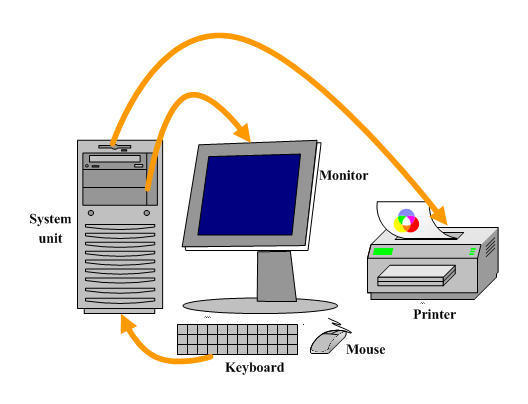 Monitor
System
unit
Printer
Mouse
Keyboard